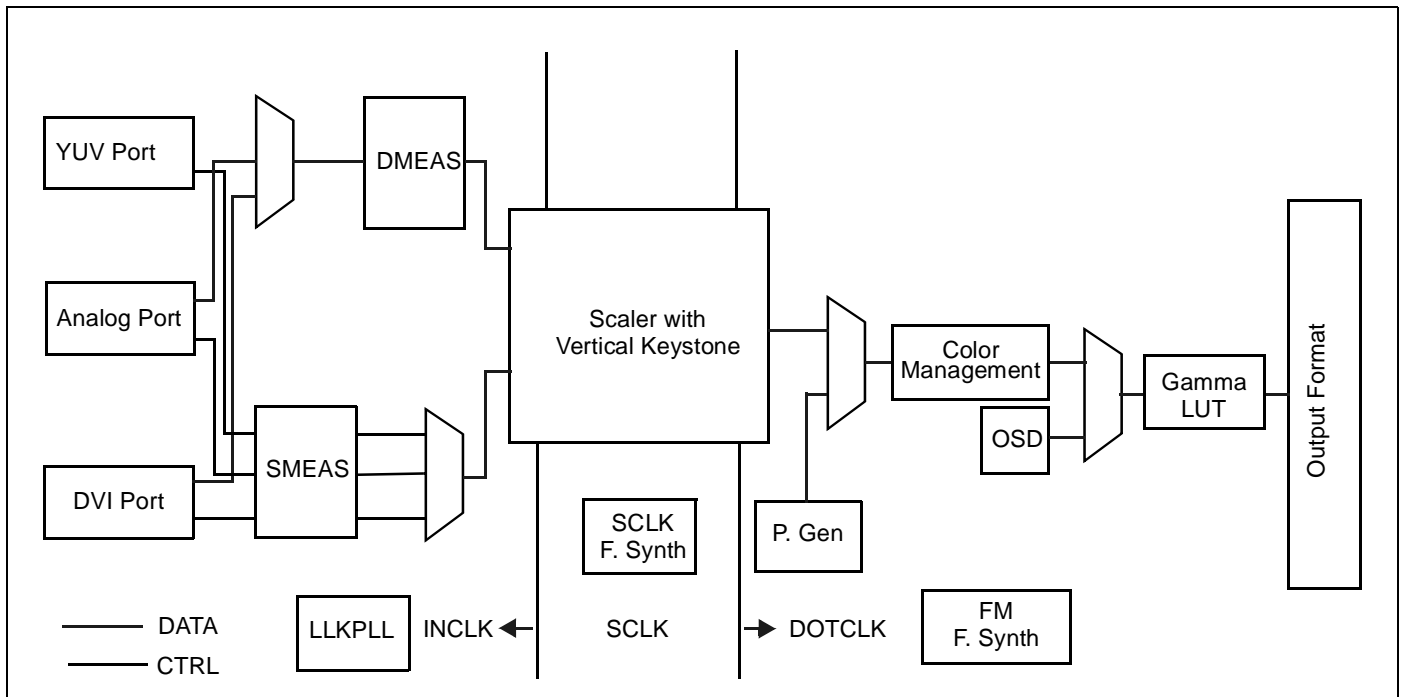 YUV Port
DMEAS
Analog Port
Scaler with
Vertical Keystone
Color
Management
Gamma
LUT
Output Format
OSD
SMEAS
DVI Port
SCLK
F. Synth
P. Gen
DATA
CTRL
LLKPLL
INCLK
SCLK
DOTCLK
FM
F. Synth